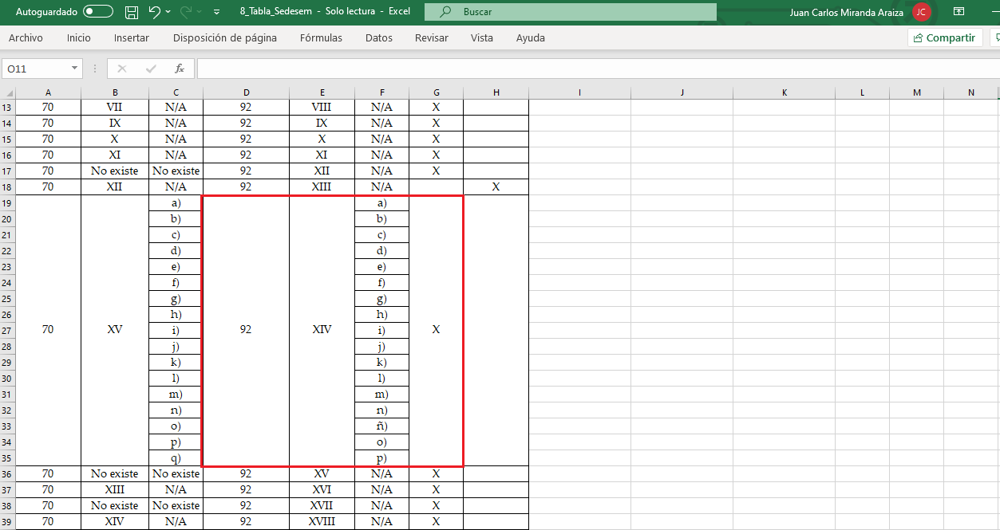 Autoguardado 8_Tabla_Sedesem - Solo lectura - Excel Buscar Juan Carlos Miranda Araiza JC
Archivo Inicio Insertar Disposición de página Fórmulas Datos Revisar Vista Ayuda Compartir
O11 fx
A B C D E F G H I J K L M N
13 70 VII N/A 92 VIII N/A X
14 70 IX N/A 92 IX N/A X
15 70 X N/A 92 X N/A X
16 70 XI N/A 92 XI N/A X
17 70 No existe No existe 92 XII N/A X
18 70 XII N/A 92 XIII N/A X
19 a) a)
20 b) b)
21 c) c)
22 d) d)
23 e) e)
24 f) f)
25 g) g)
26 h) h)
27 70 XV i) 92 XIV i) X
28 j) j)
29 k) k)
30 l) l)
31 m) m)
32 n) n)
33 o) ñ)
34 p) o)
35 q) p)
36 70 No existe No existe 92 XV N/A X
37 70 XIII N/A 92 XVI N/A X
38 70 No existe No existe 92 XVII N/A X
39 70 XIV N/A 92 XVIII N/A X